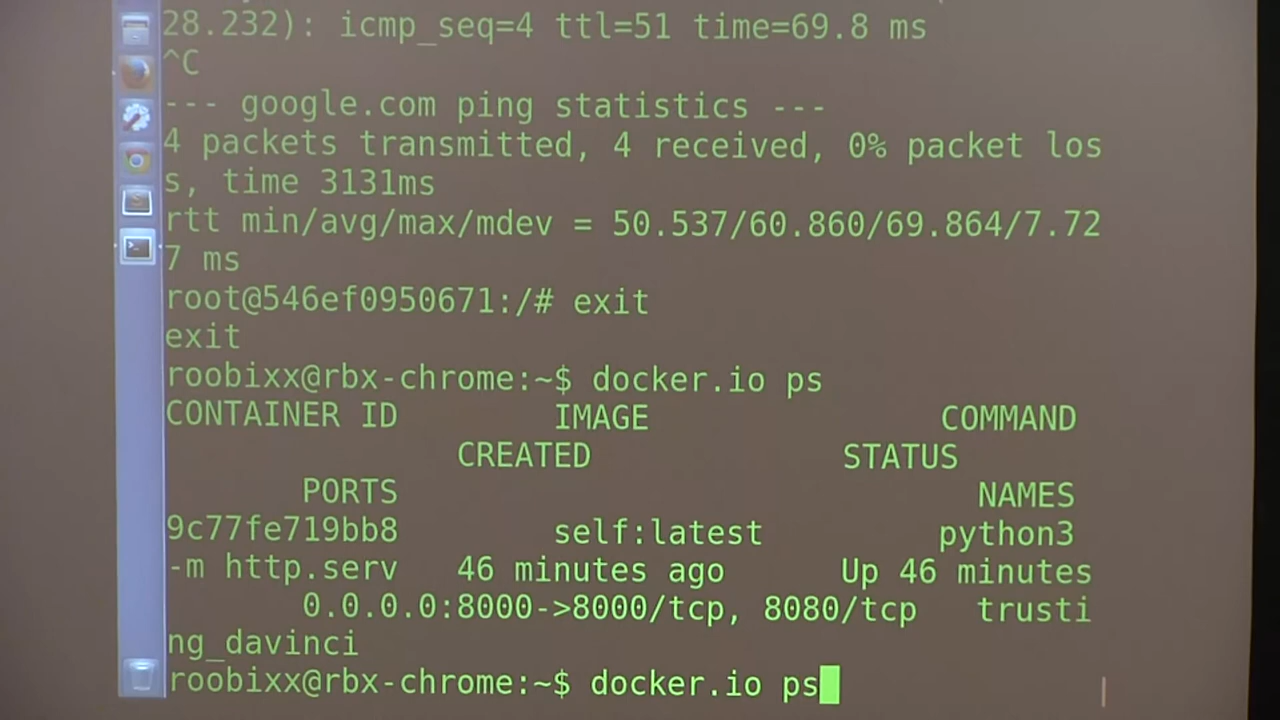 28.232): icmp_seq=4 ttl=51 time=69.8 ms
^C
--- google.com ping statistics ---
4 packets transmitted, 4 received, 0% packet los
s, time 3131ms
rtt min/avg/max/mdev = 50.537/60.860/69.864/7.72
7 ms
root@546ef0950671:/# exit
exit
roobixx@rbx-chrome:~$ docker.io ps
CONTAINER ID IMAGE COMMAND
CREATED STATUS
PORTS NAMES
9c77fe719bb8 self:latest python3
-m http.serv 46 minutes ago Up 46 minutes
0.0.0.0:8000->8000/tcp, 8080/tcp trusti
ng_davinci
roobixx@rbx-chrome:~$ docker.io ps